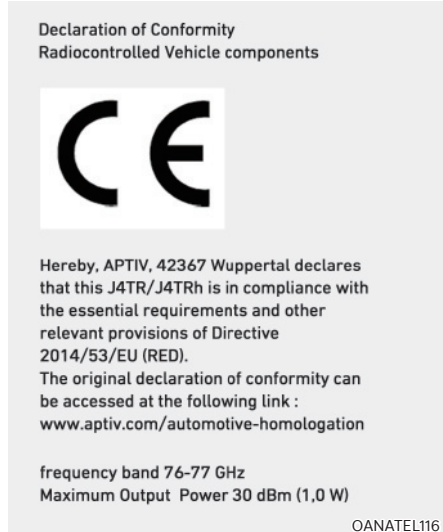 Declaration of Conformity
Radiocontrolled Vehicle components
CE
Hereby, APTIV, 42367 Wuppertal declares
that this J4TR/J4TRh is in compliance with
the essential requirements and other
relevant provisions of Directive
2014/53/EU (RED).
The original declaration of conformity can
be accessed at the following link :
www.aptiv.com/automotive-homologation
frequency band 76-77 GHz
Maximum Output  Power 30 dBm (1,0 W)
OANATEL116